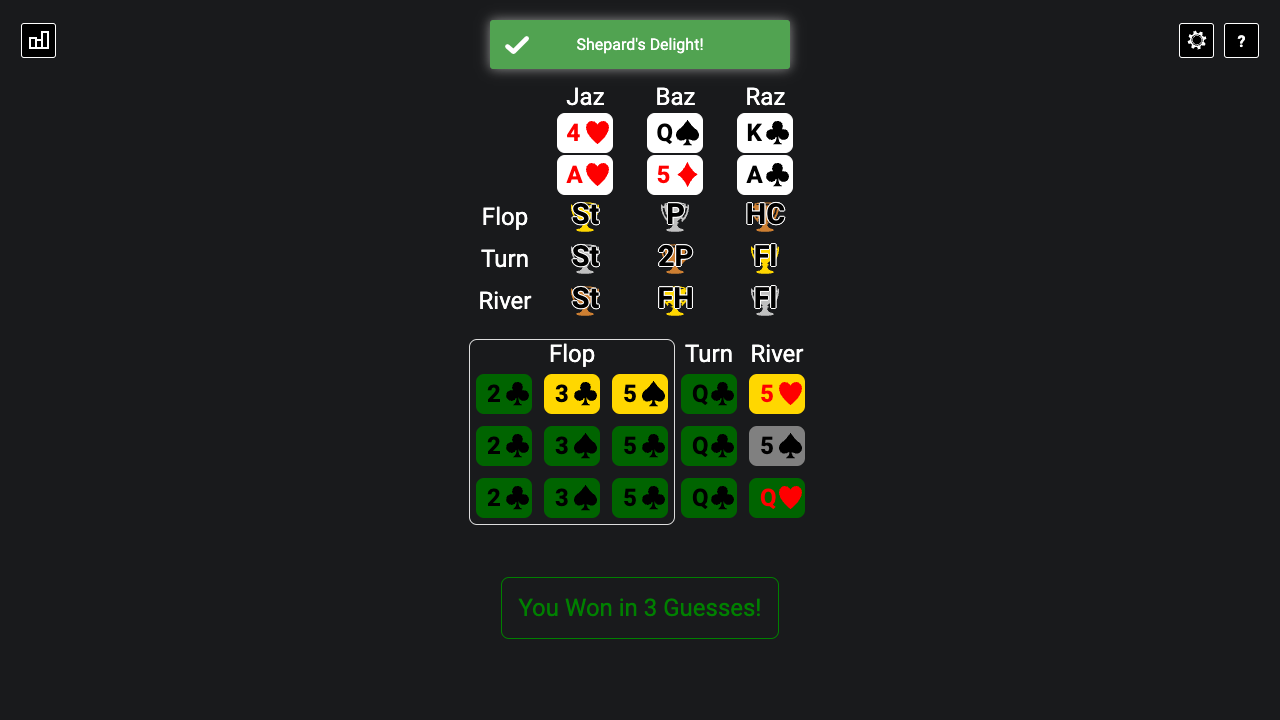 Shepard's Delight!
?
Jaz Baz Raz
4 Q K
A 5 A
Flop St P HC
Turn St 2P Fl
River St FH Fl
Flop Turn River
2 3 5 Q 5
2 3 5 Q 5
2 3 5 Q Q
You Won in 3 Guesses!